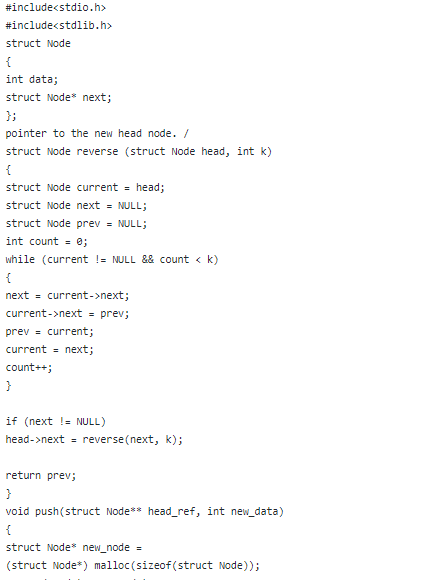 #include<stdio.h>
#include<stdlib.h>
struct Node
{
int data;
struct Node* next;
};
pointer to the new head node. /
struct Node reverse (struct Node head, int k)
{
struct Node current = head;
struct Node next = NULL;
struct Node prev = NULL;
int count = 0;
while (current != NULL && count < k)
{
next = current->next;
current->next = prev;
prev = current;
current = next;
count++;
}

if (next != NULL)
head->next = reverse(next, k);

return prev;
}
void push(struct Node** head_ref, int new_data)
{
struct Node* new_node =
(struct Node*) malloc(sizeof(struct Node));